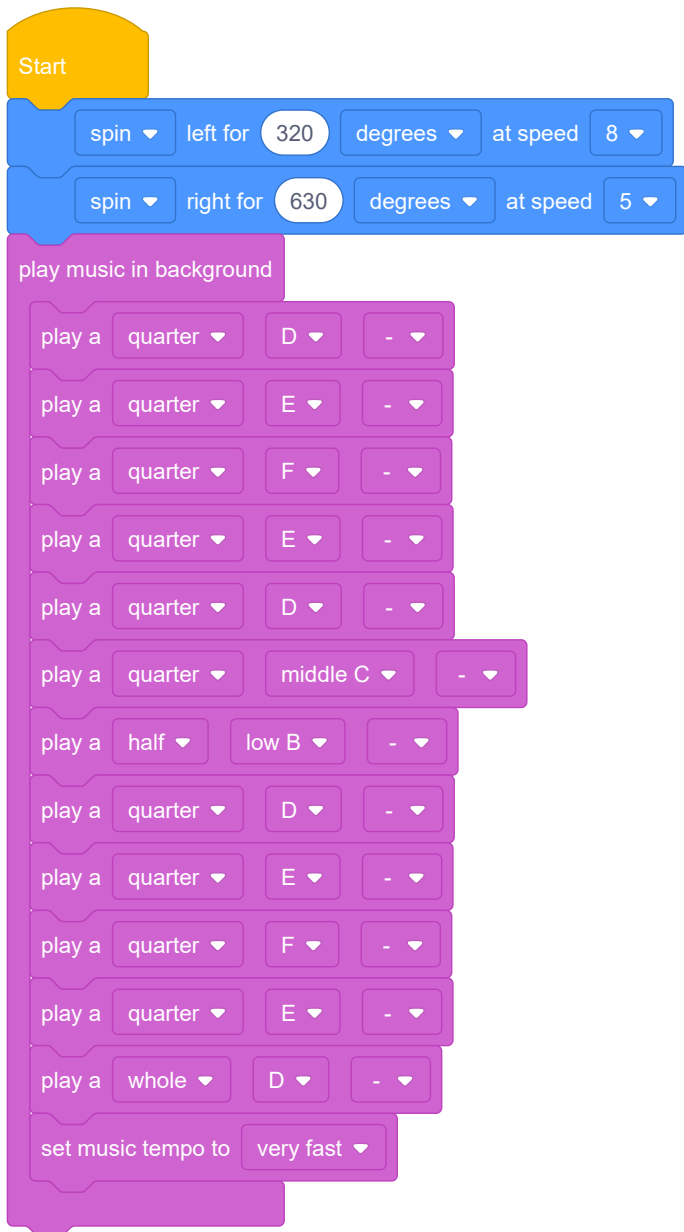 Start
spin left for 320 degrees at speed 8
spin right for 630 degrees at speed 5
play music in background
play a quarter D -
play a quarter E -
play a quarter F -
play a quarter E -
play a quarter D -
play a quarter middle C -
play a half low B -
play a quarter D -
play a quarter E -
play a quarter F -
play a quarter E -
play a whole D -
set music tempo to very fast